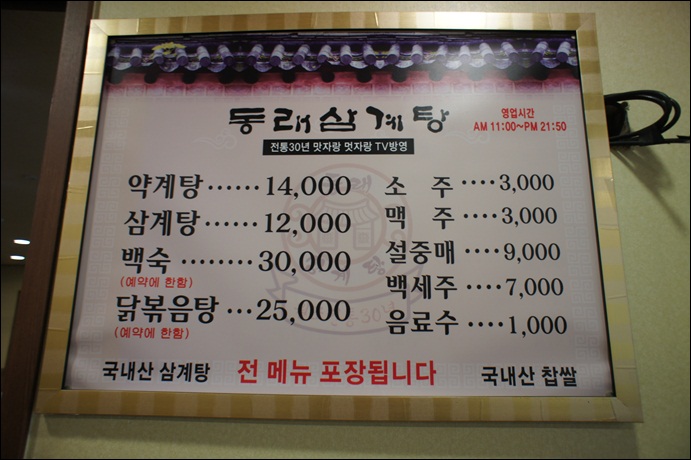 동래삼계탕
영업시간
AM 11:00~PM 21:50
전통30년 맛자랑 멋자랑 TV방영
약계탕 ······ 14,000
삼계탕 ······ 12,000
백숙 ········ 30,000
(예약에 한함)
닭볶음탕 ··· 25,000
(예약에 한함)
소 주 ···· 3,000
맥 주 ···· 3,000
설중매 ···· 9,000
백세주 ···· 7,000
음료수 ···· 1,000
국내산 삼계탕
전 메뉴 포장됩니다
국내산 찹쌀